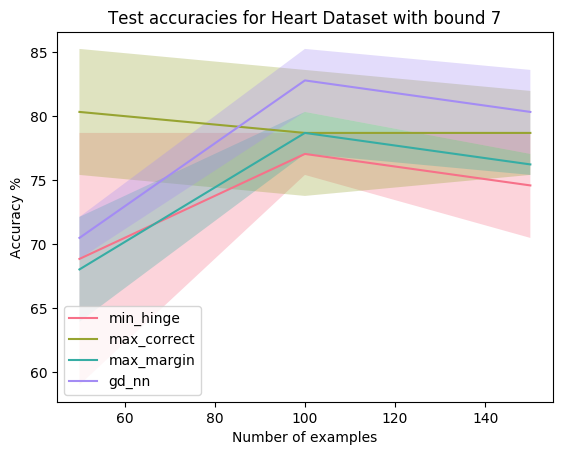 Test accuracies for Heart Dataset with bound 7
85
80
75
70
65
60
Accuracy %
min_hinge
max_correct
max_margin
gd_nn
60 80 100 120 140
Number of examples